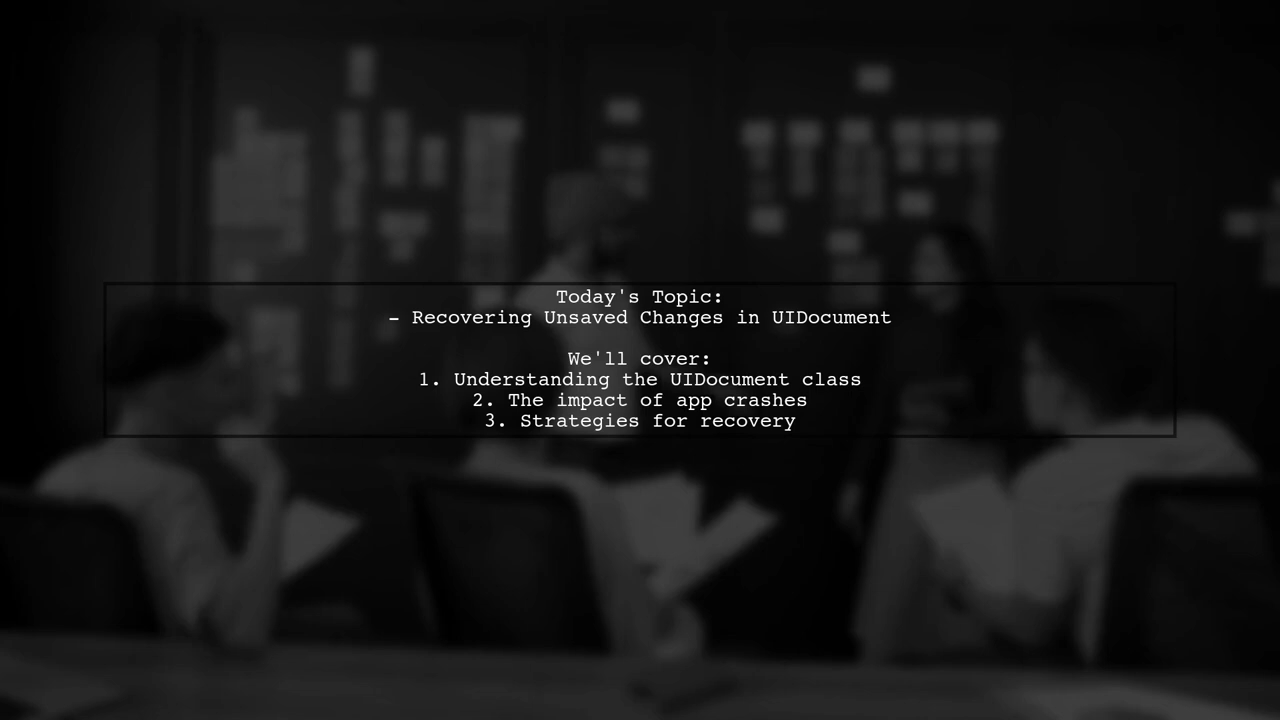 Today's Topic:
- Recovering Unsaved Changes in UIDocument
We'll cover:
1. Understanding the UIDocument class
2. The impact of app crashes
3. Strategies for recovery